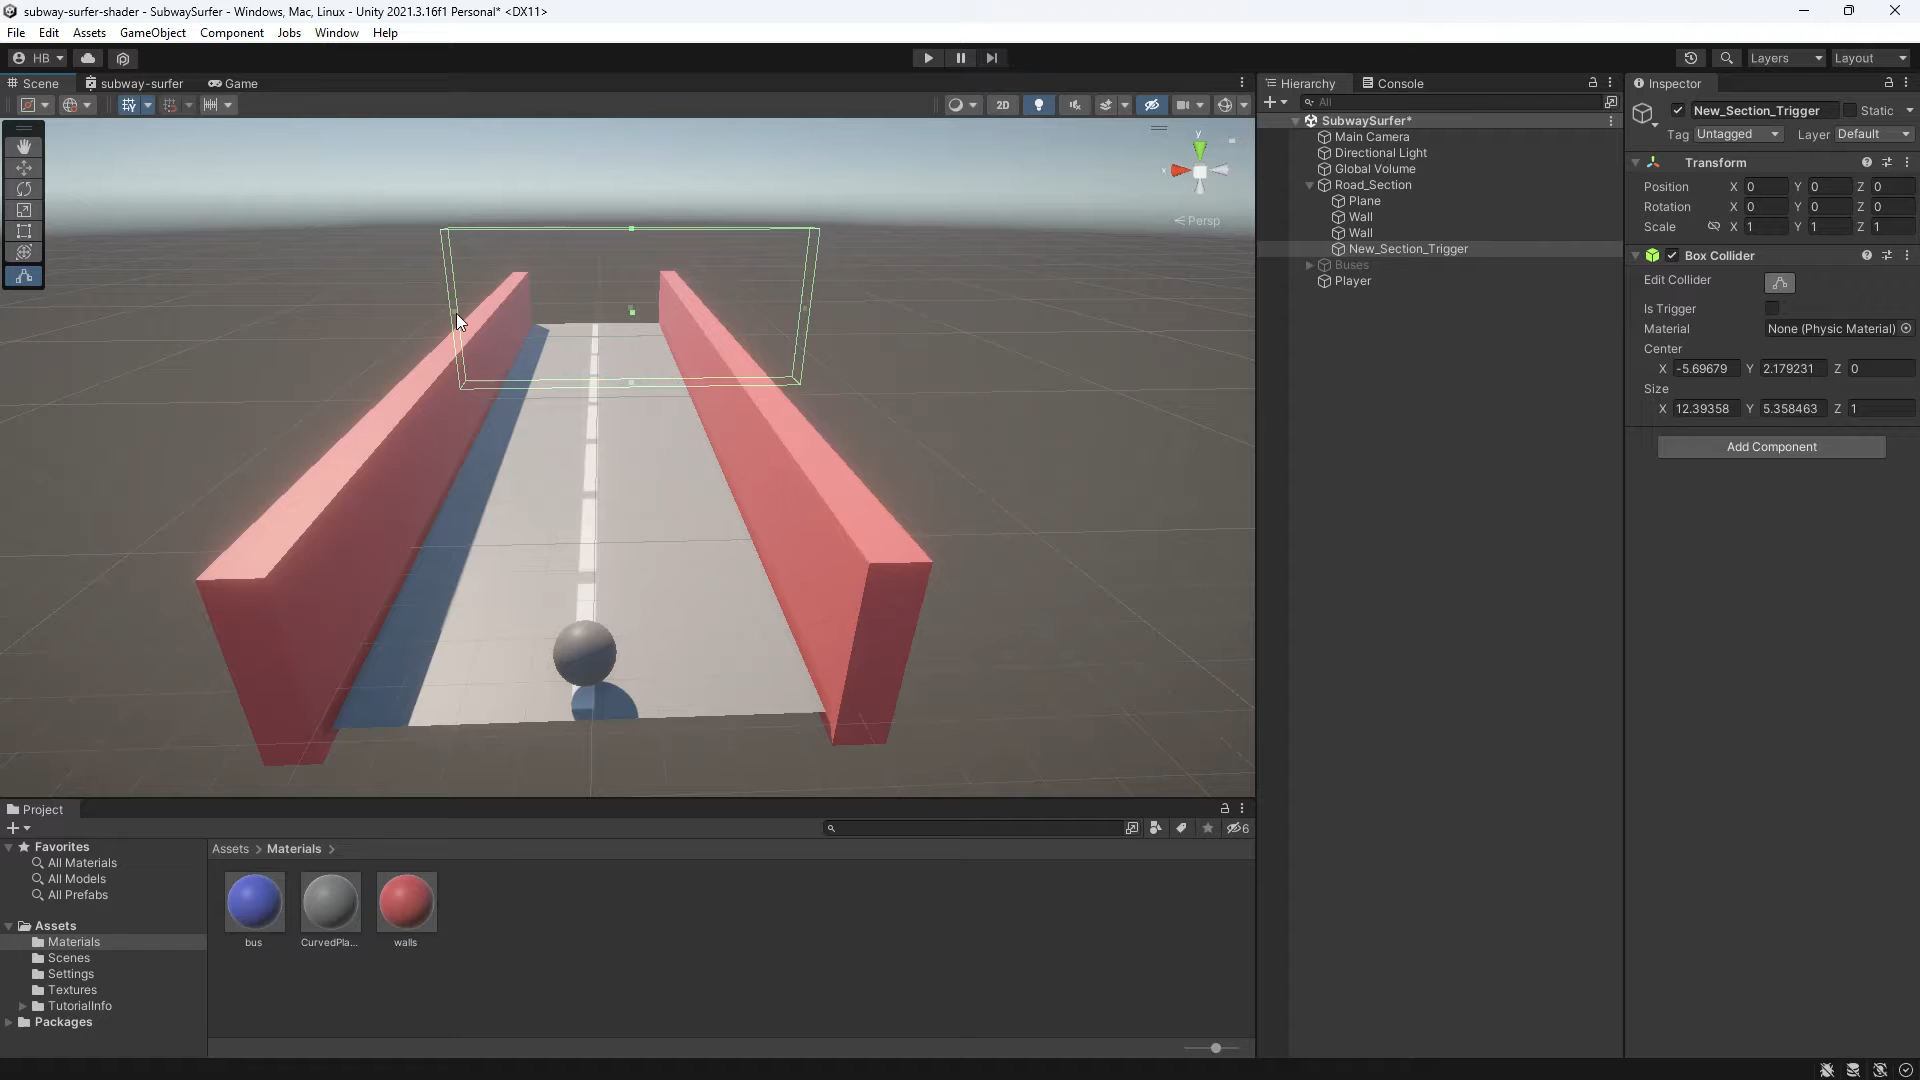 subway-surfer-shader - SubwaySurfer - Windows, Mac, Linux - Unity 2021.3.16f1 Personal* <DX11>
File Edit Assets GameObject Component Jobs Window Help
HB Layers Layout
Scene subway-surfer Game
2D
y
x
Persp
Hierarchy Console
All
SubwaySurfer*
Main Camera
Directional Light
Global Volume
Road_Section
Plane
Wall
Wall
New_Section_Trigger
Buses
Player
Inspector
New_Section_Trigger Static
Tag Untagged Layer Default
Transform
Position X 0 Y 0 Z 0
Rotation X 0 Y 0 Z 0
Scale X 1 Y 1 Z 1
Box Collider
Edit Collider
Is Trigger
Material None (Physic Material)
Center
X -5.69679 Y 2.179231 Z 0
Size
X 12.39358 Y 5.358463 Z 1
Add Component
Project
6
Favorites
All Materials
All Models
All Prefabs
Assets
Materials
Scenes
Settings
Textures
TutorialInfo
Packages
Assets > Materials >
bus CurvedPla... walls